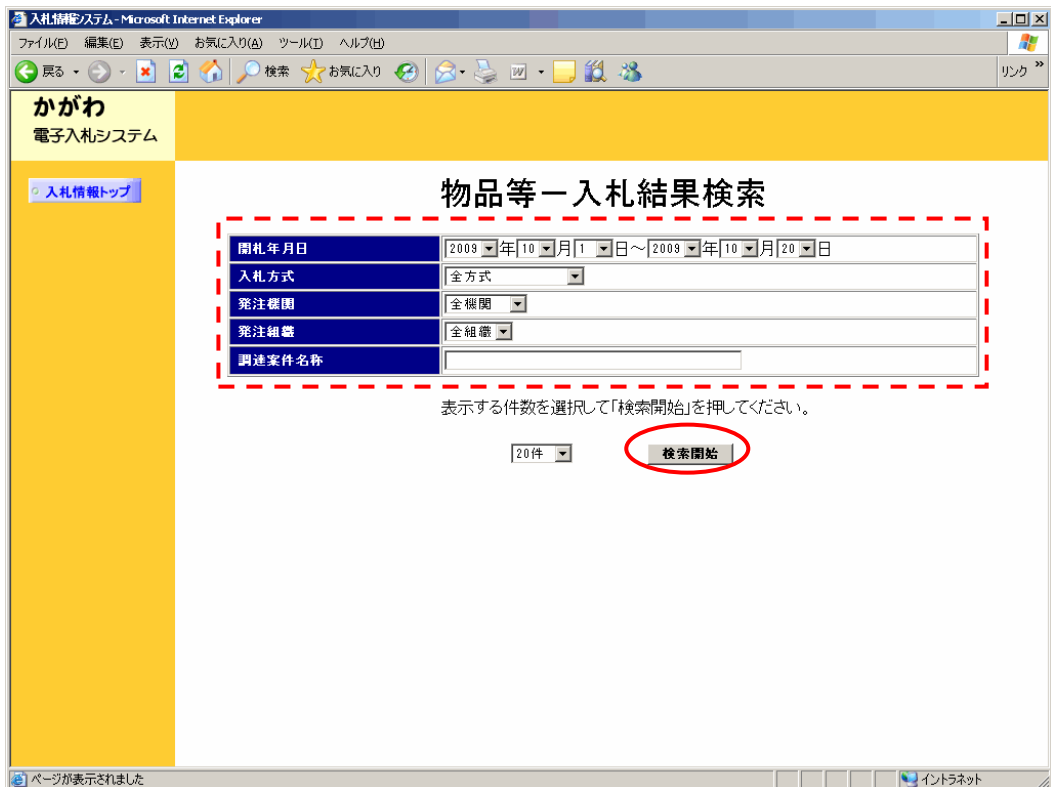 入札情報システム - Microsoft Internet Explorer
ファイル(F) 編集(E) 表示(V) お気に入り(A) ツール(T) ヘルプ(H)
戻る 検索 お気に入り リンク »
かがわ
電子入札システム
入札情報トップ
物品等－入札結果検索
開札年月日 2009 年 10 月 1 日～ 2009 年 10 月 20 日
入札方式 全方式
発注機関 全機関
発注組織 全組織
調達案件名称
表示する件数を選択して「検索開始」を押してください。
20件 検索開始
ページが表示されました イントラネット